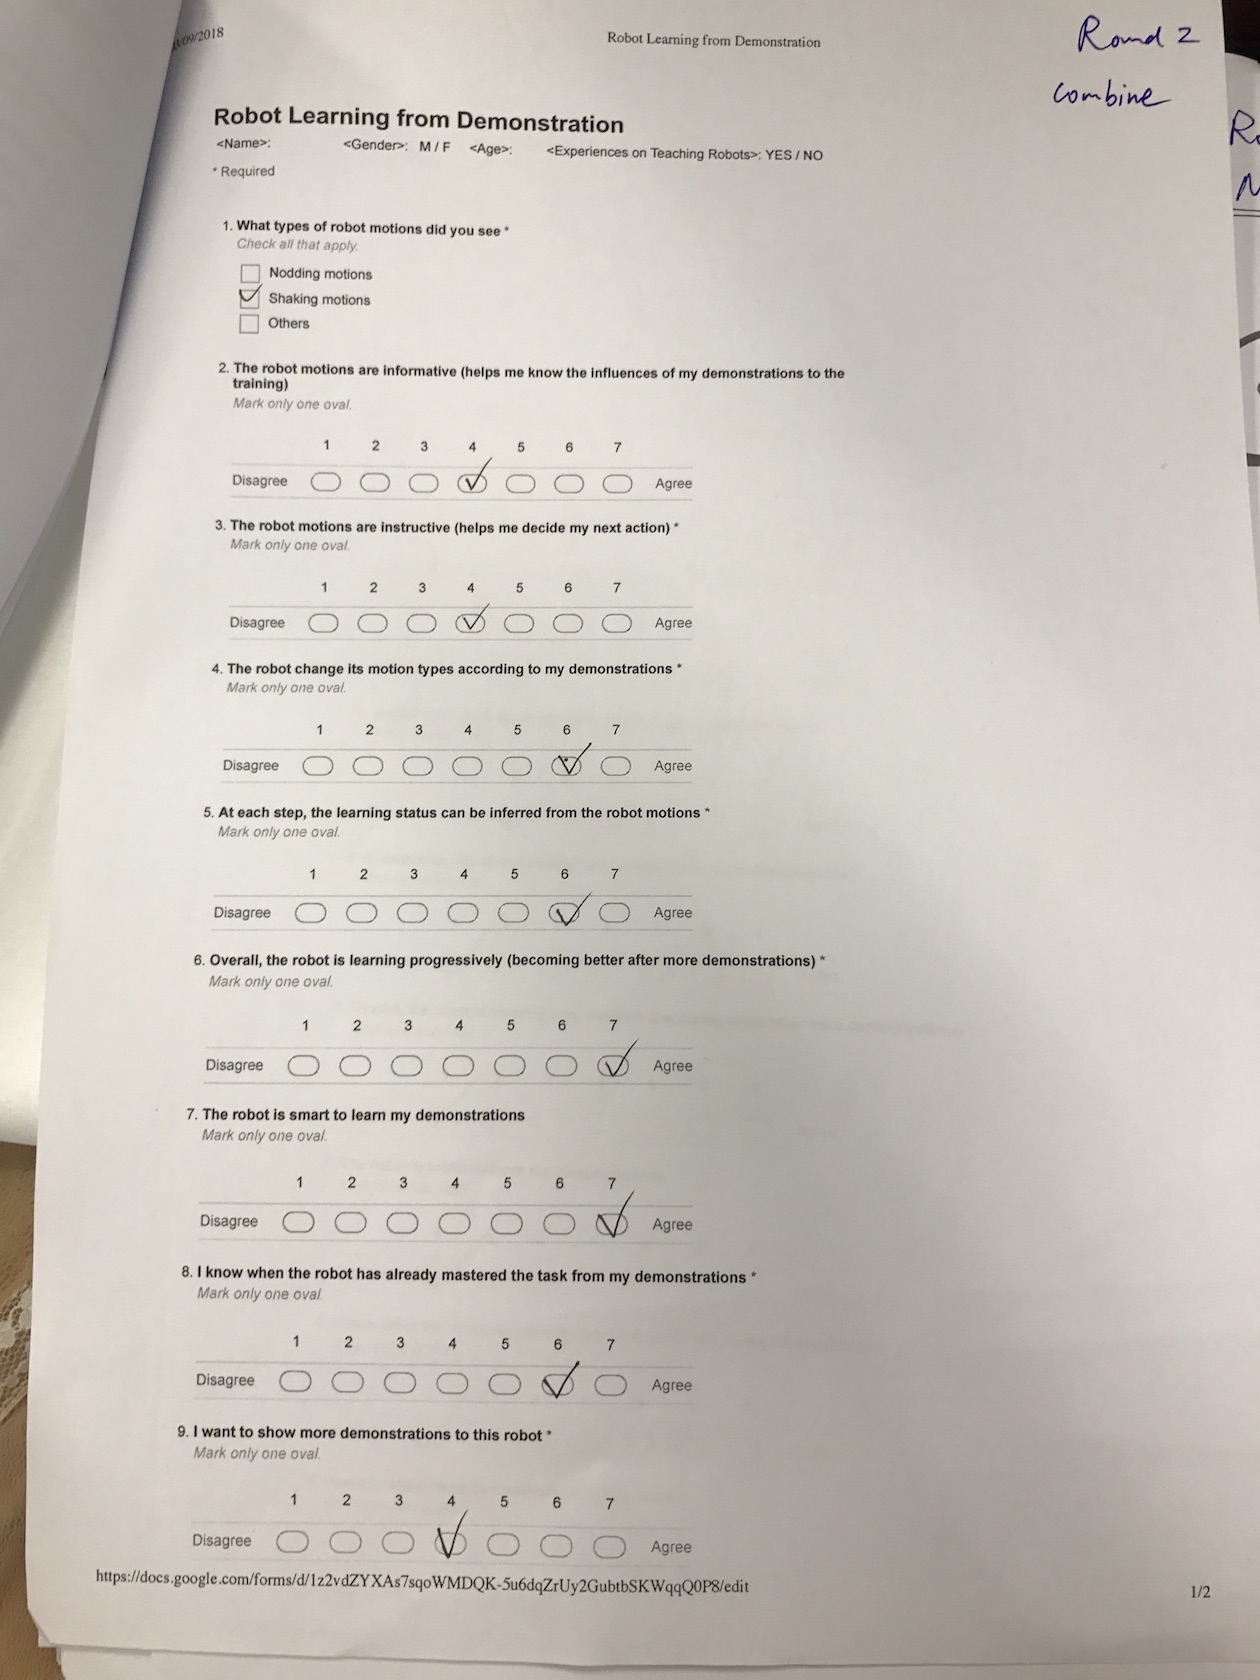 /09/2018
Robot Learning from Demonstration
Round 2
combine
Robot Learning from Demonstration
<Name>: <Gender>: M / F <Age>: <Experiences on Teaching Robots>: YES / NO
* Required
1. What types of robot motions did you see *
Check all that apply.
Nodding motions
Shaking motions
Others
2. The robot motions are informative (helps me know the influences of my demonstrations to the
training)
Mark only one oval.
1 2 3 4 5 6 7
Disagree Agree
3. The robot motions are instructive (helps me decide my next action) *
Mark only one oval.
1 2 3 4 5 6 7
Disagree Agree
4. The robot change its motion types according to my demonstrations *
Mark only one oval.
1 2 3 4 5 6 7
Disagree Agree
5. At each step, the learning status can be inferred from the robot motions *
Mark only one oval.
1 2 3 4 5 6 7
Disagree Agree
6. Overall, the robot is learning progressively (becoming better after more demonstrations) *
Mark only one oval.
1 2 3 4 5 6 7
Disagree Agree
7. The robot is smart to learn my demonstrations
Mark only one oval.
1 2 3 4 5 6 7
Disagree Agree
8. I know when the robot has already mastered the task from my demonstrations *
Mark only one oval.
1 2 3 4 5 6 7
Disagree Agree
9. I want to show more demonstrations to this robot *
Mark only one oval.
1 2 3 4 5 6 7
Disagree Agree
https://docs.google.com/forms/d/1z2vdZYXAs7sqoWMDQK-5u6dqZrUy2GubtbSKWqqQ0P8/edit
1/2